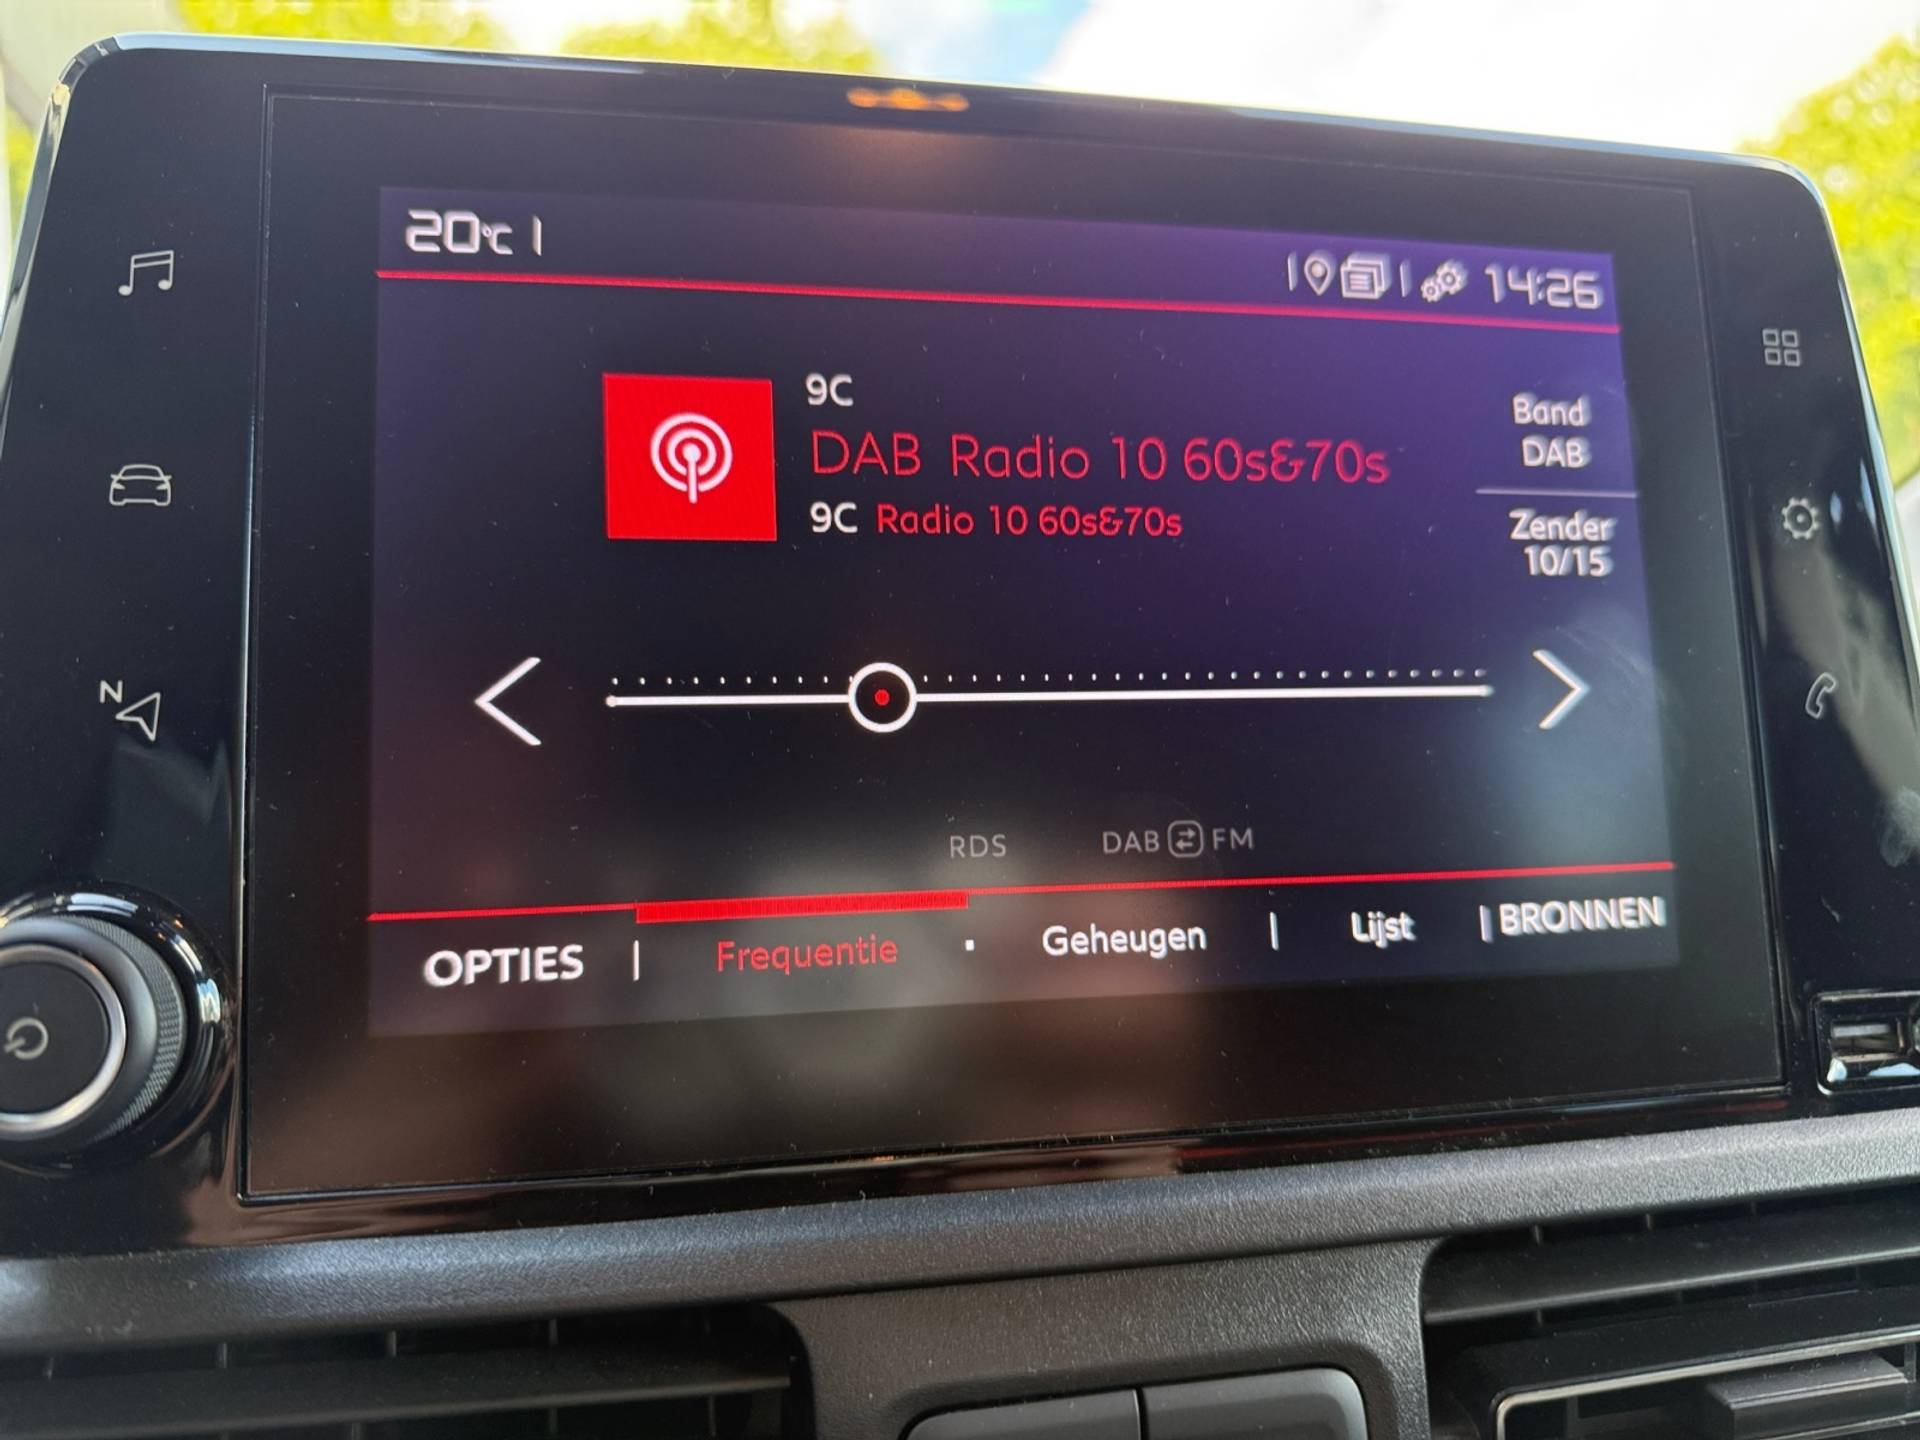 20°C
14:26
9C
DAB Radio 10 60s&70s
9C Radio 10 60s&70s
Band
DAB
Zender
10/15
N
RDS
DAB FM
OPTIES | Frequentie · Geheugen | Lijst | BRONNEN